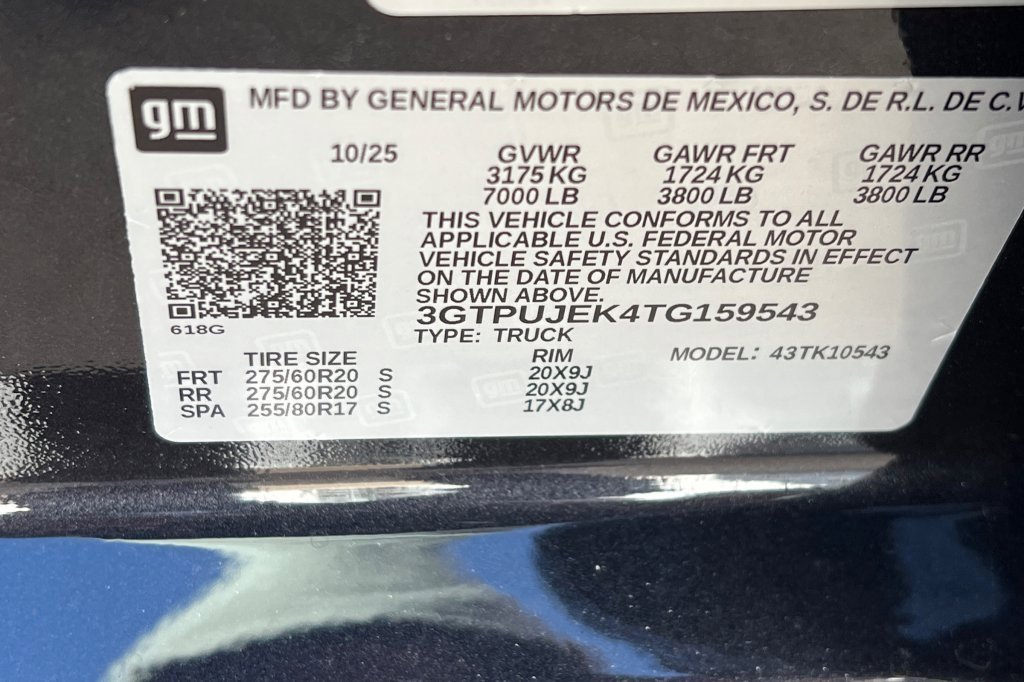 gm
MFD BY GENERAL MOTORS DE MEXICO, S. DE R.L. DE C.V
10/25 GVWR GAWR FRT GAWR RR
3175 KG 1724 KG 1724 KG
7000 LB 3800 LB 3800 LB
THIS VEHICLE CONFORMS TO ALL
APPLICABLE U.S. FEDERAL MOTOR
VEHICLE SAFETY STANDARDS IN EFFECT
ON THE DATE OF MANUFACTURE
SHOWN ABOVE.
3GTPUJEK4TG159543
618G
TYPE: TRUCK
TIRE SIZE RIM MODEL: 43TK10543
FRT 275/60R20 S 20X9J
RR 275/60R20 S 20X9J
SPA 255/80R17 S 17X8J